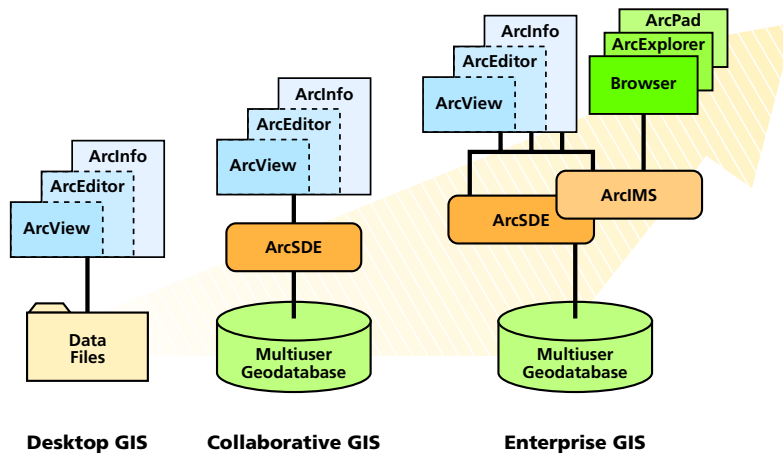 ArcInfo
ArcEditor
ArcView
Data
Files
Desktop GIS
ArcInfo
ArcEditor
ArcView
ArcSDE
Multiuser
Geodatabase
Collaborative GIS
ArcInfo
ArcEditor
ArcView
ArcPad
ArcExplorer
Browser
ArcIMS
ArcSDE
Multiuser
Geodatabase
Enterprise GIS